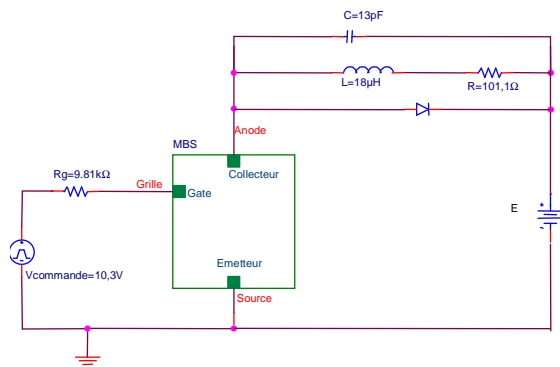 C=13pF
L=18µH
R=101,1Ω
Anode
MBS
Rg=9.81kΩ
Grille
Collecteur
Gate
E
Vcommande=10,3V
Emetteur
Source